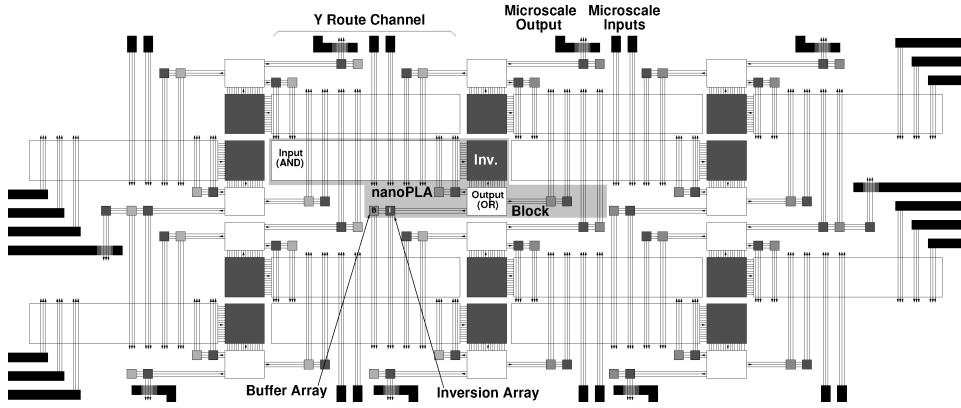 Microscale Output
Microscale Inputs
Y Route Channel
Input (AND)
Inv.
nanoPLA
Output (OR)
Block
B I
Buffer Array
Inversion Array